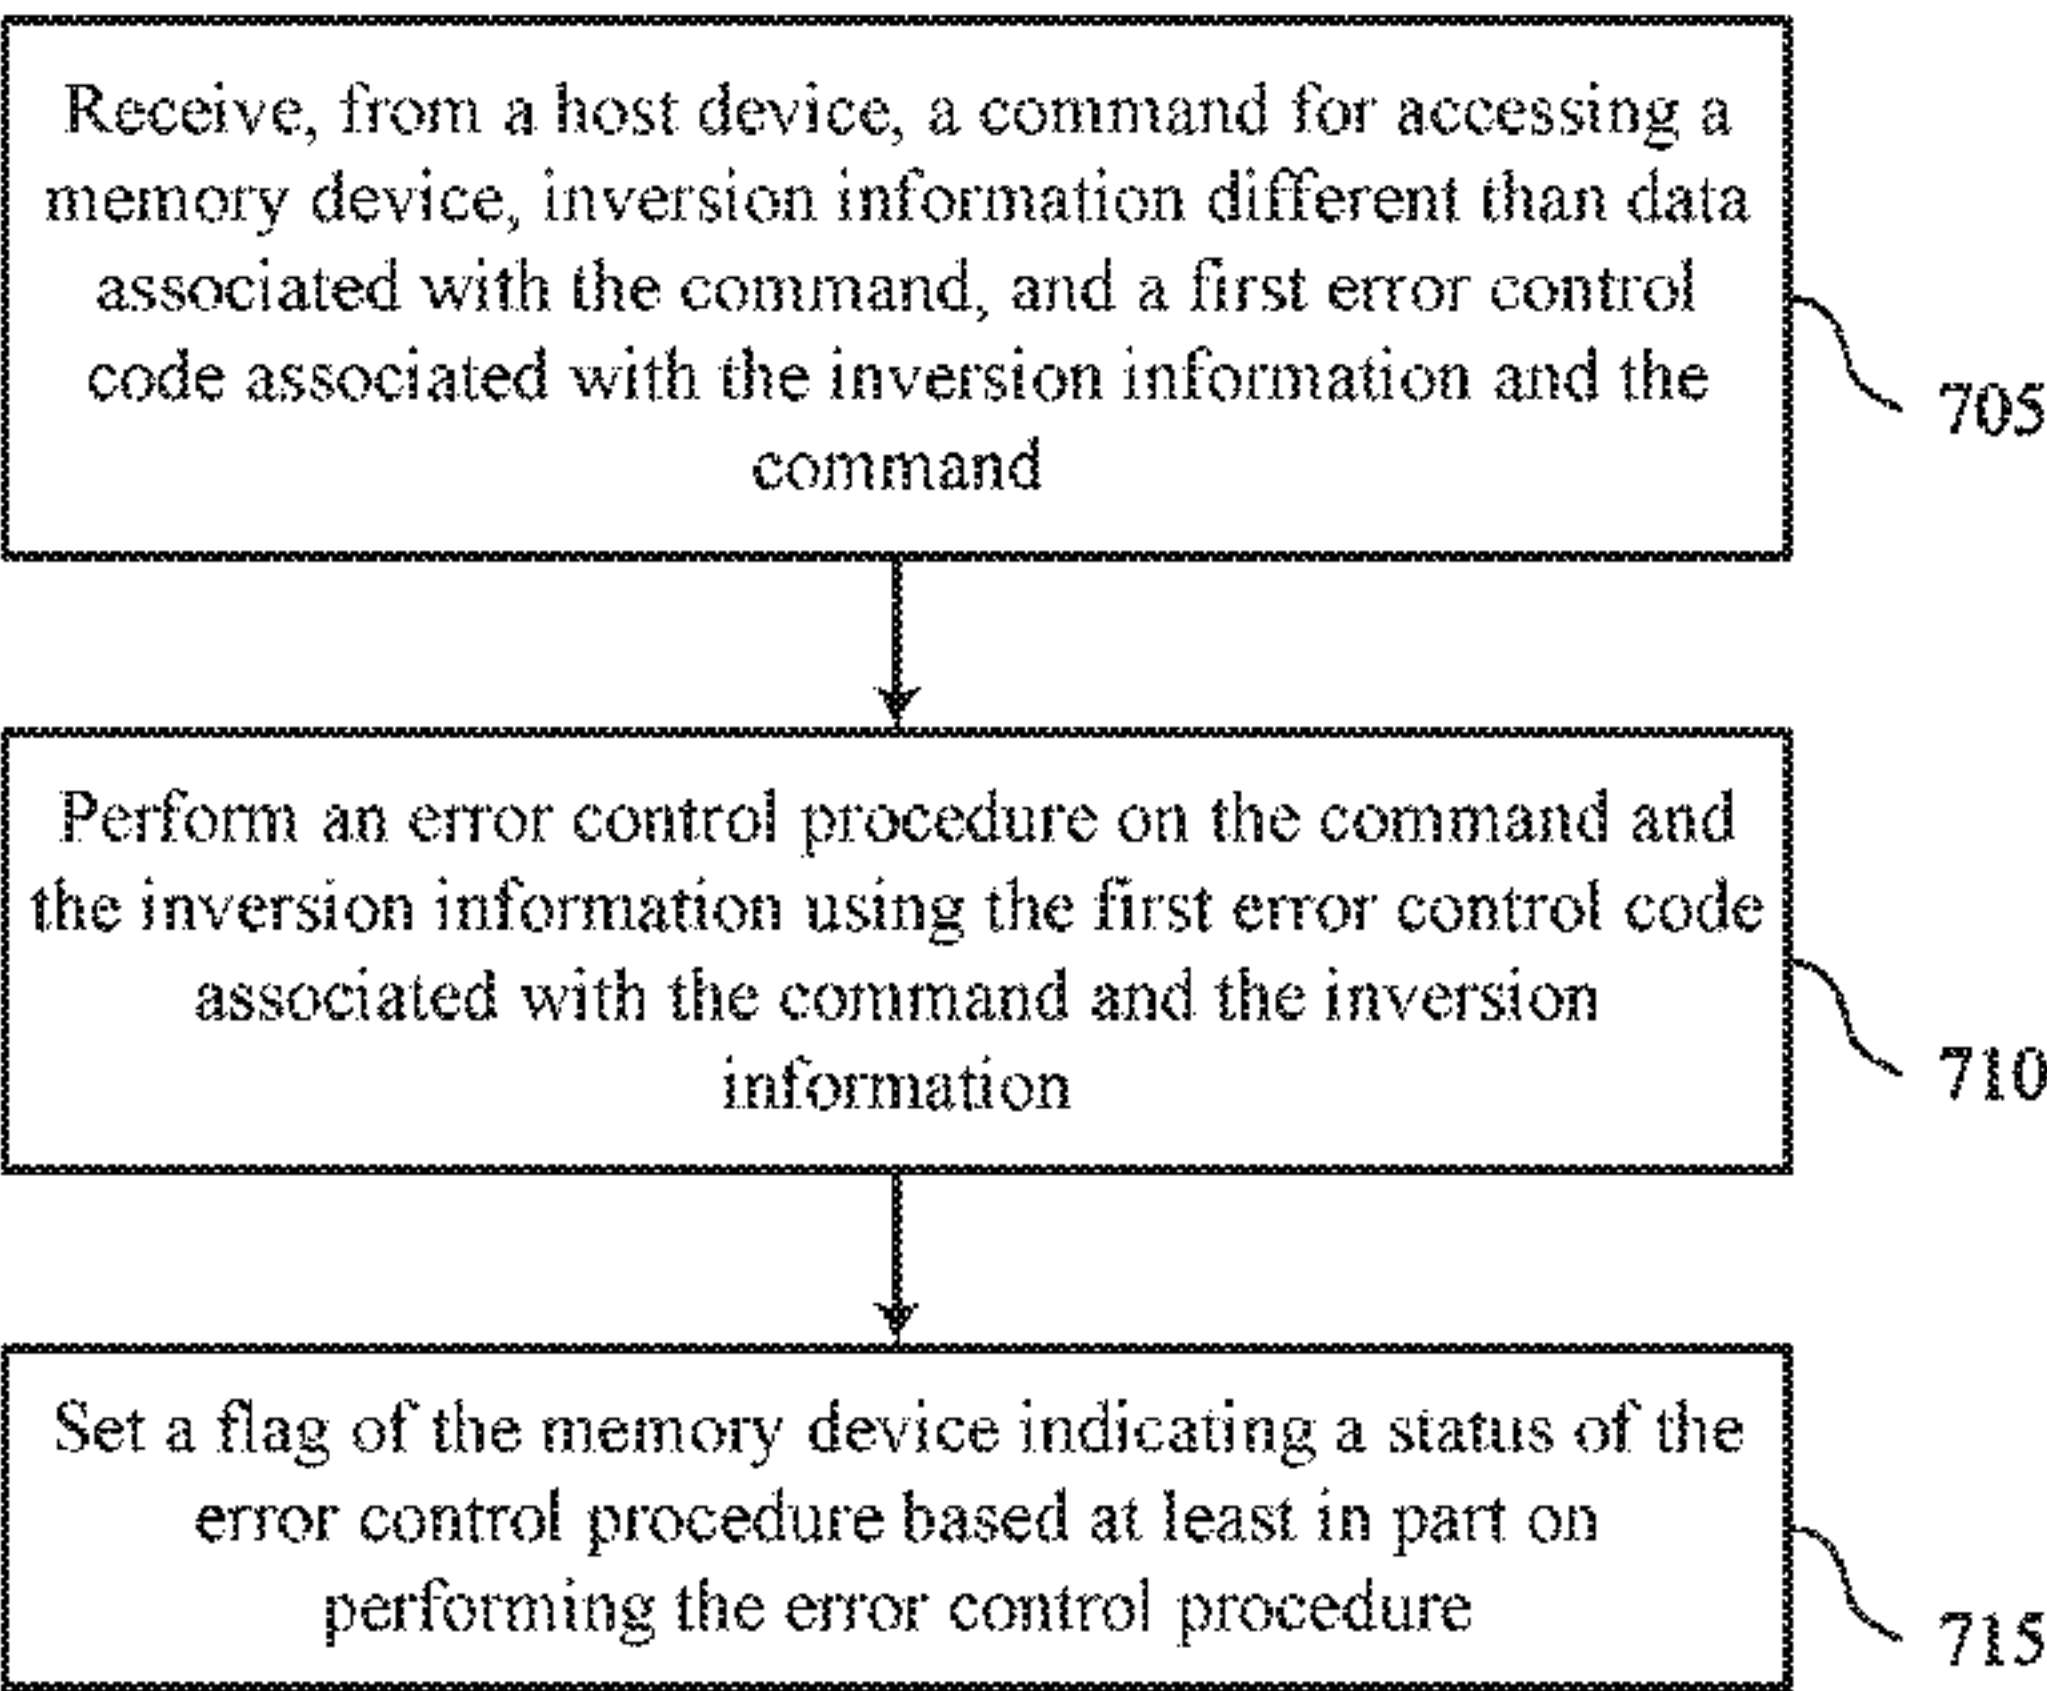 Receive, from a host device, a command for accessing a
memory device, inversion information different than data
associated with the command, and a first error control
code associated with the inversion information and the
command
705
Perform an error control procedure on the command and
the inversion information using the first error control code
associated with the command and the inversion
information
710
Set a flag of the memory device indicating a status of the
error control procedure based at least in part on
performing the error control procedure
715